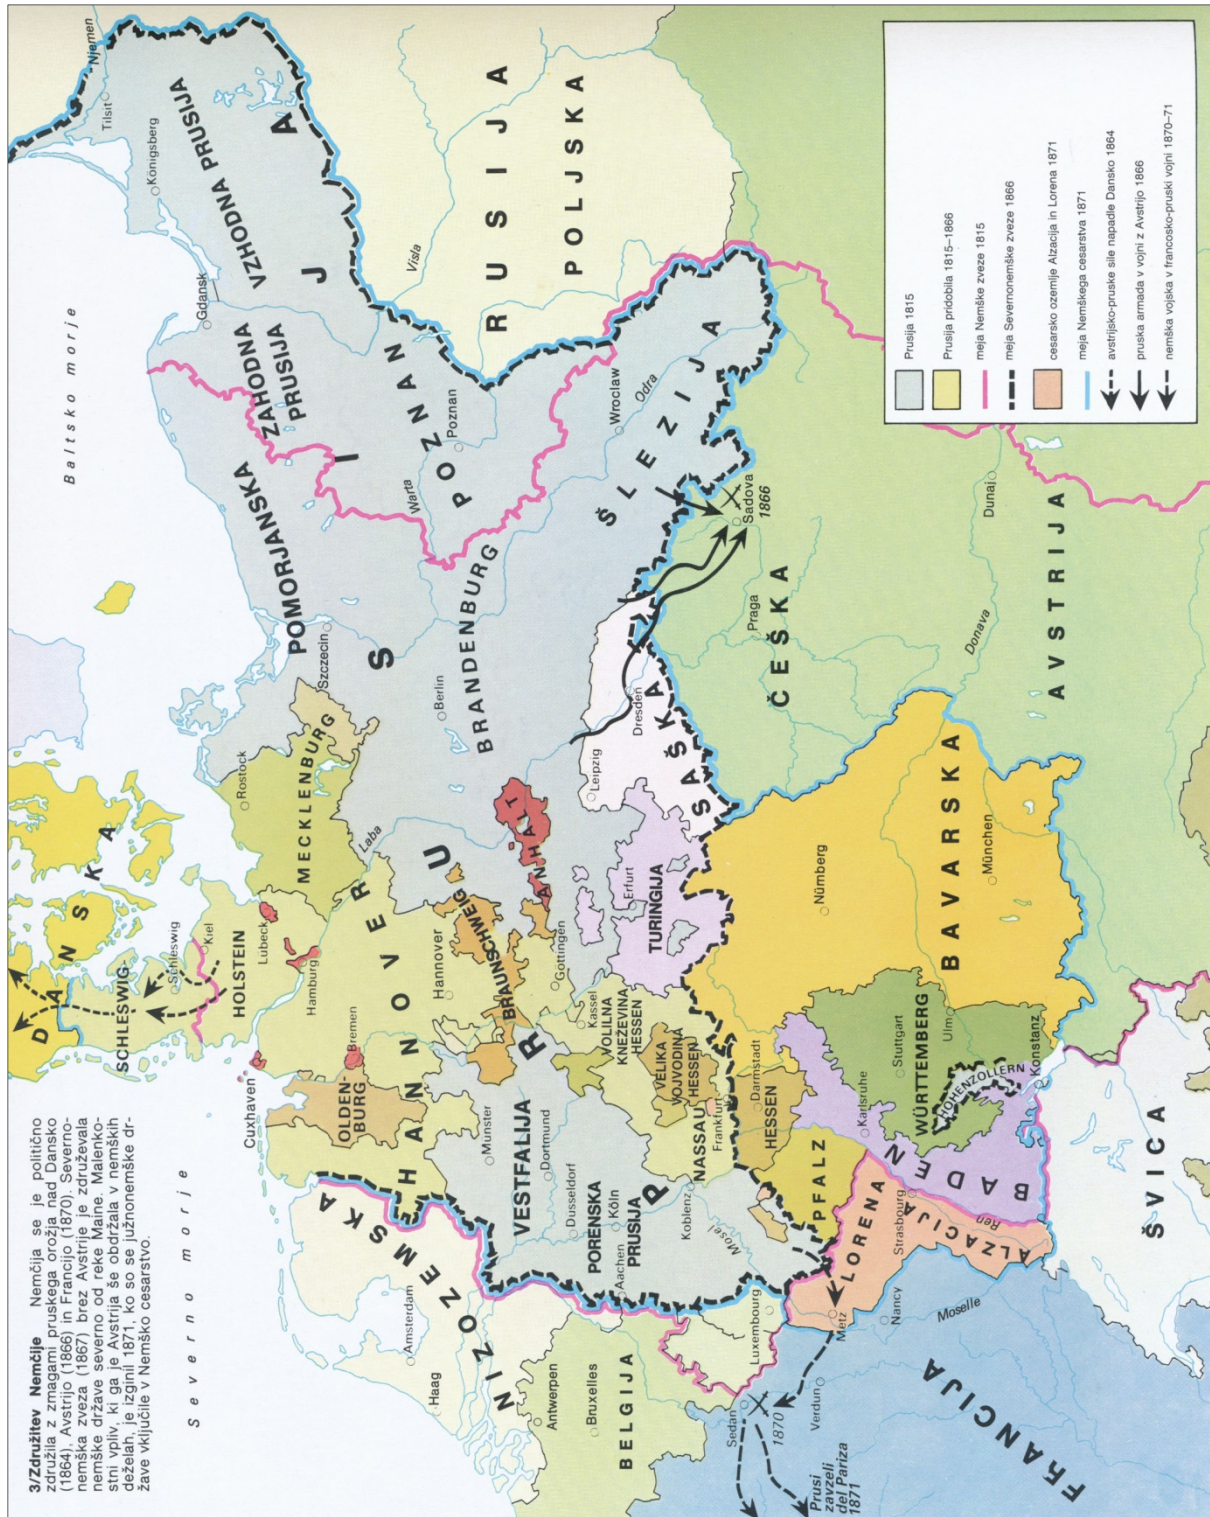 3/Združitev Nemčije Nemčija se je politično
združila z zmagami pruskega orožja nad Dansko
(1864), Avstrijo (1866) in Francijo (1870). Severno-
nemška zveza (1867) brez Avstrije je združevala
nemške države severno od reke Maine. Malenko-
stni vpliv, ki ga je Avstrija še obdržala v nemških
deželah, je izginil 1871, ko so se južnonemške dr-
žave vključile v Nemško cesarstvo.
Severno morje
Baltsko morje
DANSKA
SCHLESWIG-
HOLSTEIN
Schleswig
Kiel
Lübeck
Hamburg
Cuxhaven
Bremen
Rostock
MECKLENBURG
Laba
OLDEN-
BURG
HANNOVER
Hannover
BRAUNSCHWEIG
ANHALT
Göttingen
PRUSIJA
POMORJANSKA
Szczecin
Berlin
BRANDENBURG
ZAHODNA
PRUSIJA
VZHODNA PRUSIJA
Gdansk
Königsberg
Tilsit
Njemen
Visla
POZNAN
Poznan
Warta
RUSIJA
POLJSKA
ŠLEZIJA
Wroclaw
Odra
NIZOZEMSKA
Amsterdam
Haag
Münster
VESTFALIJA
Dortmund
Düsseldorf
PORENSKA
PRUSIJA
Köln
Aachen
Koblenz
Mosel
BELGIJA
Antwerpen
Bruxelles
Luxembourg
Kassel
VOLILNA
KNEŽEVINA
HESSEN
VELIKA
VOJVODINA
HESSEN
NASSAU
Frankfurt
Darmstadt
HESSEN
TURINGIJA
Erfurt
SAŠKA
Leipzig
Dresden
ČEŠKA
Praga
Sadova
1866
PFALZ
LORENA
ALZACIJA
Strasbourg
Ren
Metz
Nancy
Moselle
Verdun
Sedan
1870
Prusi
zavzeli
del Pariza
1871
FRANCIJA
BADEN
Karlsruhe
WÜRTTEMBERG
Stuttgart
HOHENZOLLERN
Ulm
Konstanz
BAVARSKA
Nürnberg
München
ŠVICA
AVSTRIJA
Donava
Dunaj
Prusija 1815
Prusija pridobila 1815–1866
meja Nemške zveze 1815
meja Severnonemške zveze 1866
cesarsko ozemlje Alzacija in Lorena 1871
meja Nemškega cesarstva 1871
avstrijsko-pruske sile napadle Dansko 1864
pruska armada v vojni z Avstrijo 1866
nemška vojska v francosko-pruski vojni 1870–71